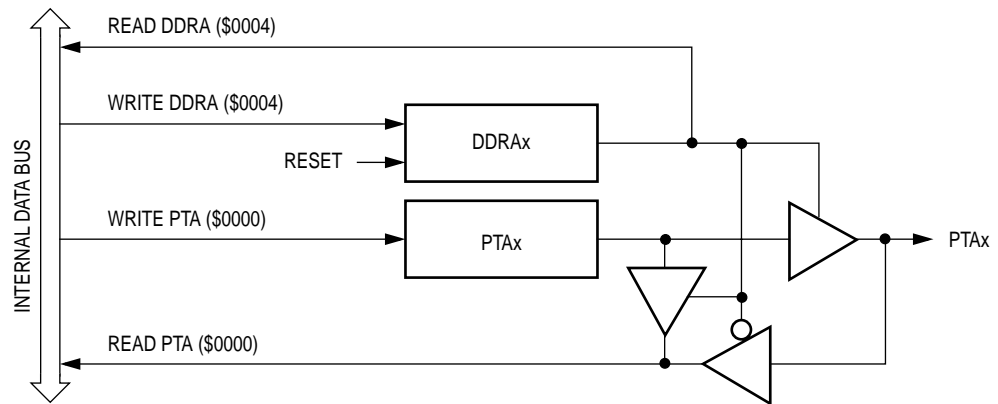 READ DDRA ($0004)
WRITE DDRA ($0004)
DDRAx
RESET
WRITE PTA ($0000)
PTAx
PTAx
READ PTA ($0000)
INTERNAL DATA BUS